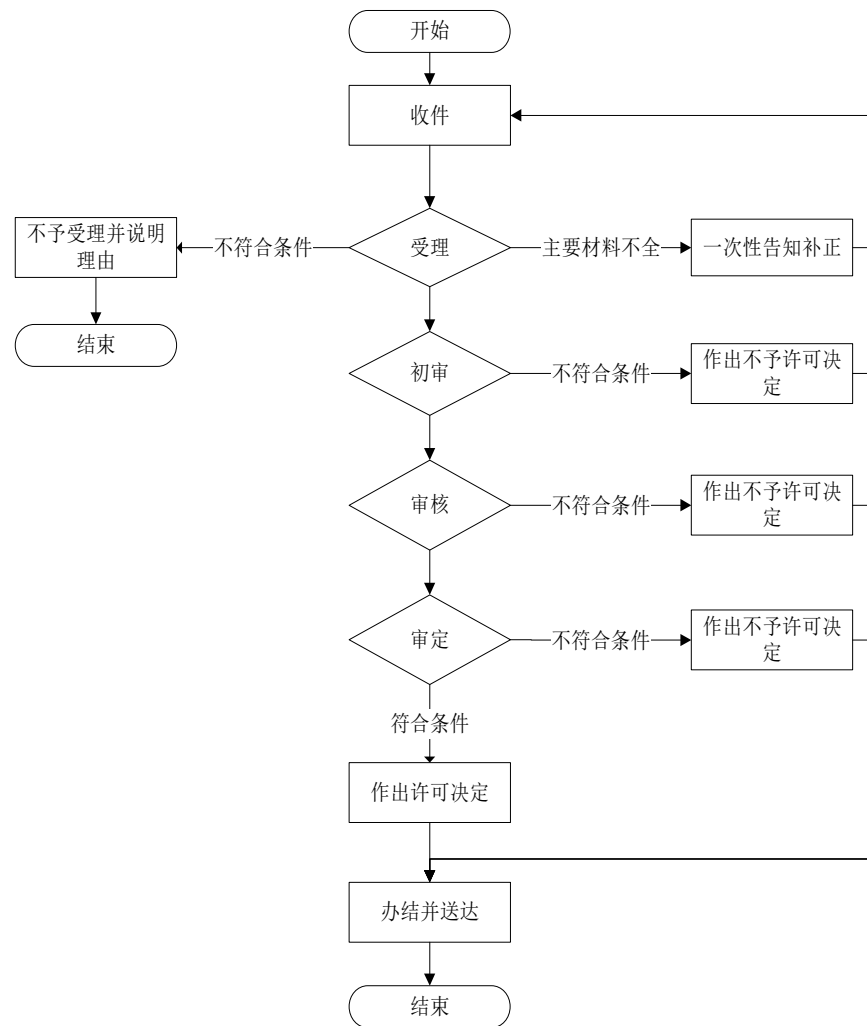 开始
收件
不予受理并说明
理由
不符合条件
受理
主要材料不全
一次性告知补正
结束
初审
不符合条件
作出不予许可决
定
审核
不符合条件
作出不予许可决
定
审定
不符合条件
作出不予许可决
定
符合条件
作出许可决定
办结并送达
结束